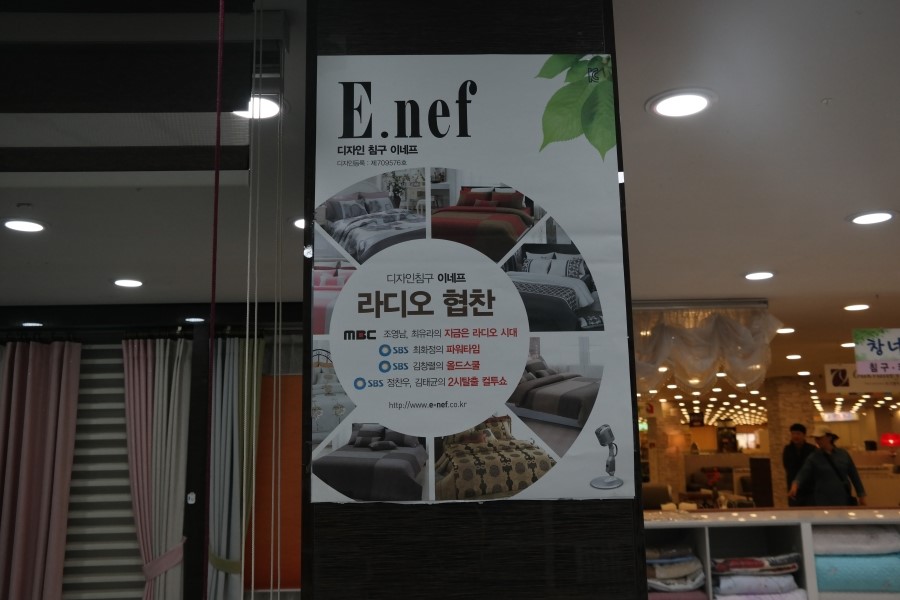 E.nef
디자인 침구 이네프
디자인등록 : 제709576호
디자인침구 이네프
라디오 협찬
MBC 조영남, 최유라의 지금은 라디오 시대
SBS 최화정의 파워타임
SBS 김창렬의 올드스쿨
SBS 정찬우, 김태균의 2시탈출 컬투쇼
http://www.e-nef.co.kr
창너
침구·